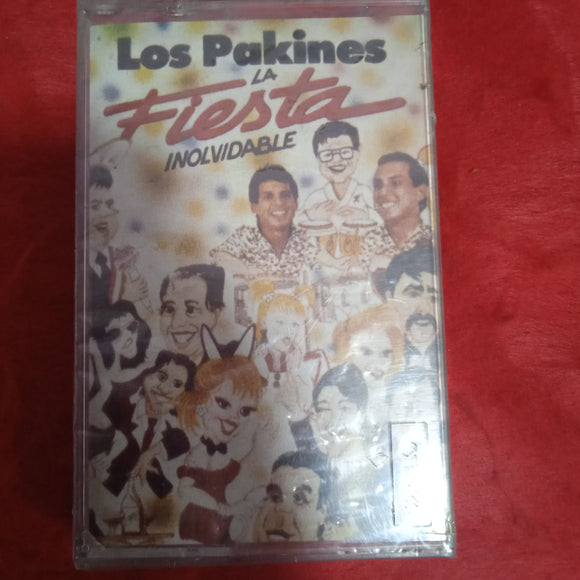 Los Pakines
LA
Fiesta
INOLVIDABLE